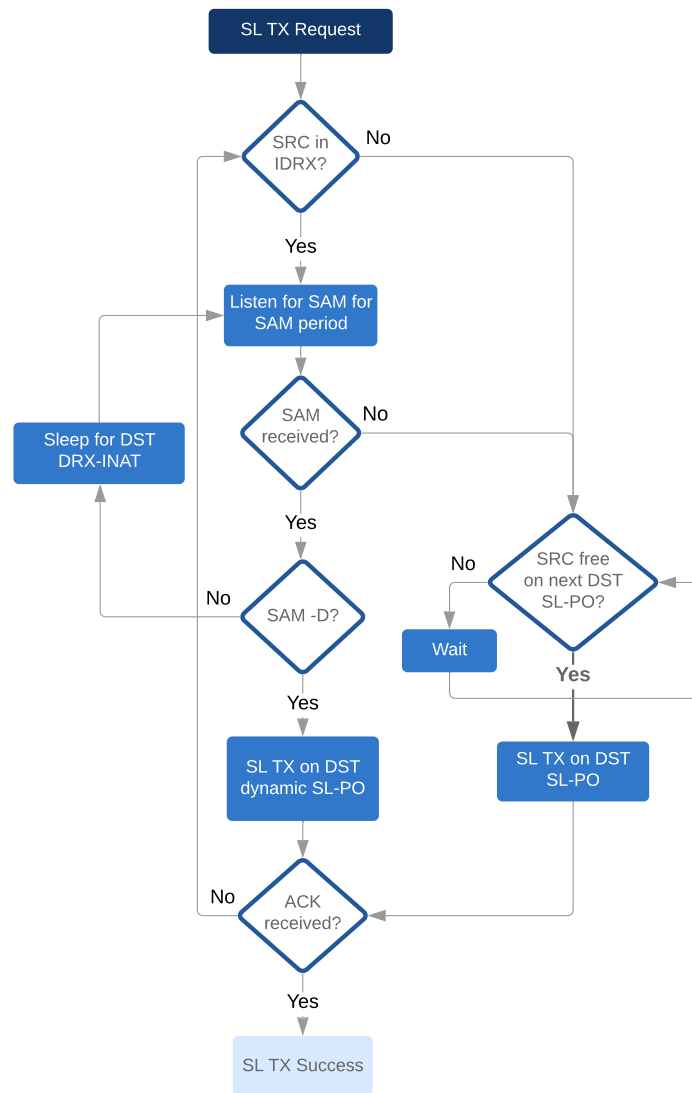 SL TX Request
SRC in
IDRX?
No
Yes
Listen for SAM for
SAM period
SAM
received?
No
Sleep for DST
DRX-INAT
Yes
SRC free
on next DST
SL-PO?
No
SAM -D?
No
Wait
Yes
Yes
SL TX on DST
dynamic SL-PO
SL TX on DST
SL-PO
ACK
received?
No
Yes
SL TX Success